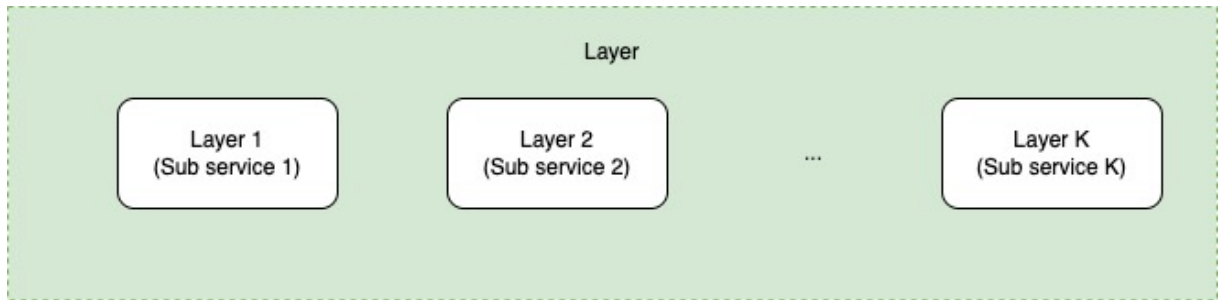 Layer
Layer 1
(Sub service 1)
Layer 2
(Sub service 2)
...
Layer K
(Sub service K)